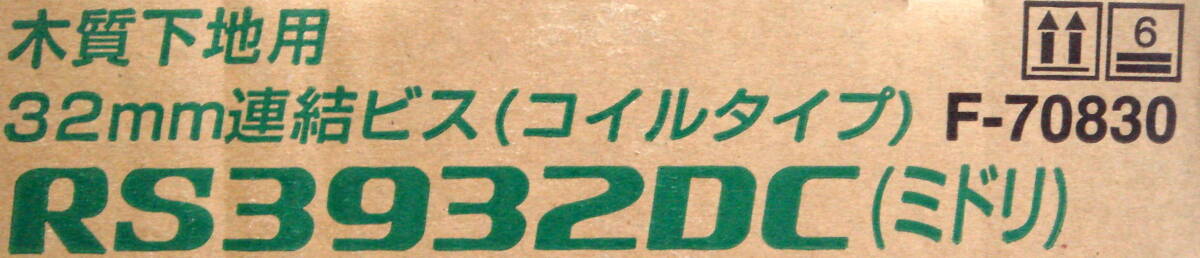 木質下地用
6
32mm連結ビス(コイルタイプ) F-70830
RS3932DC(ミドリ)